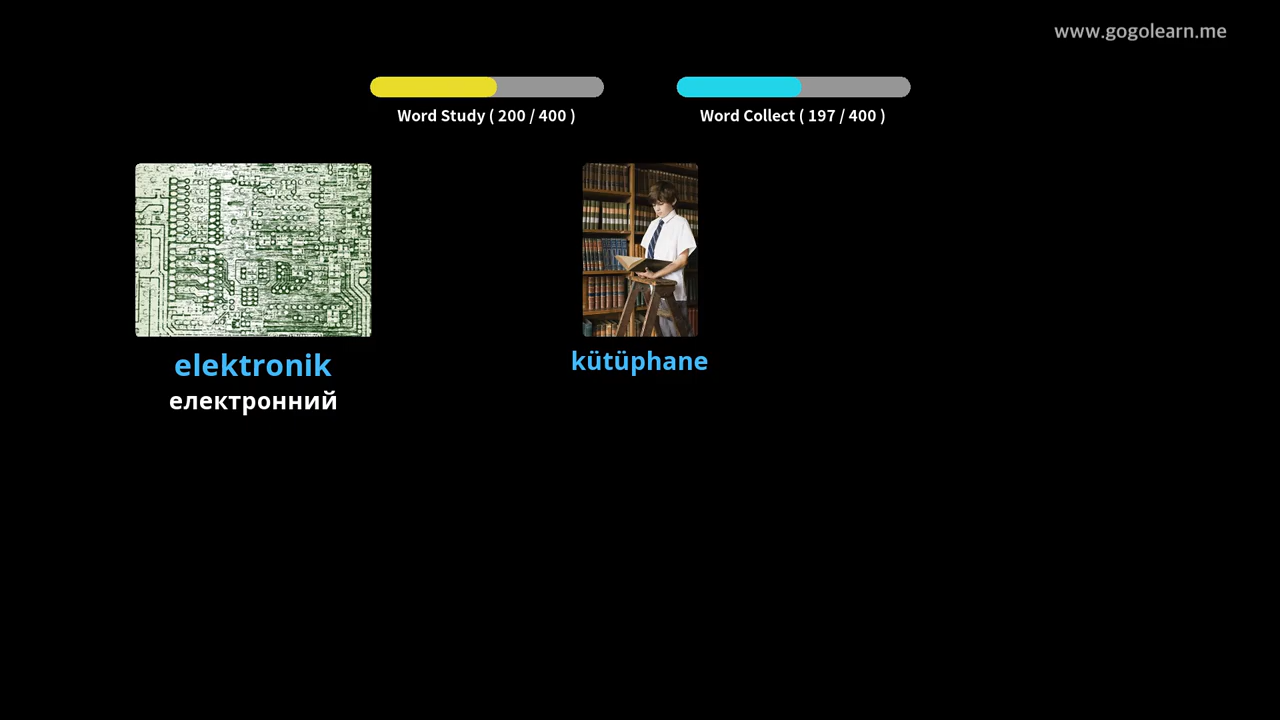 www.gogolearn.me
Word Study ( 200 / 400 )
Word Collect ( 197 / 400 )
elektronik
електронний
kütüphane